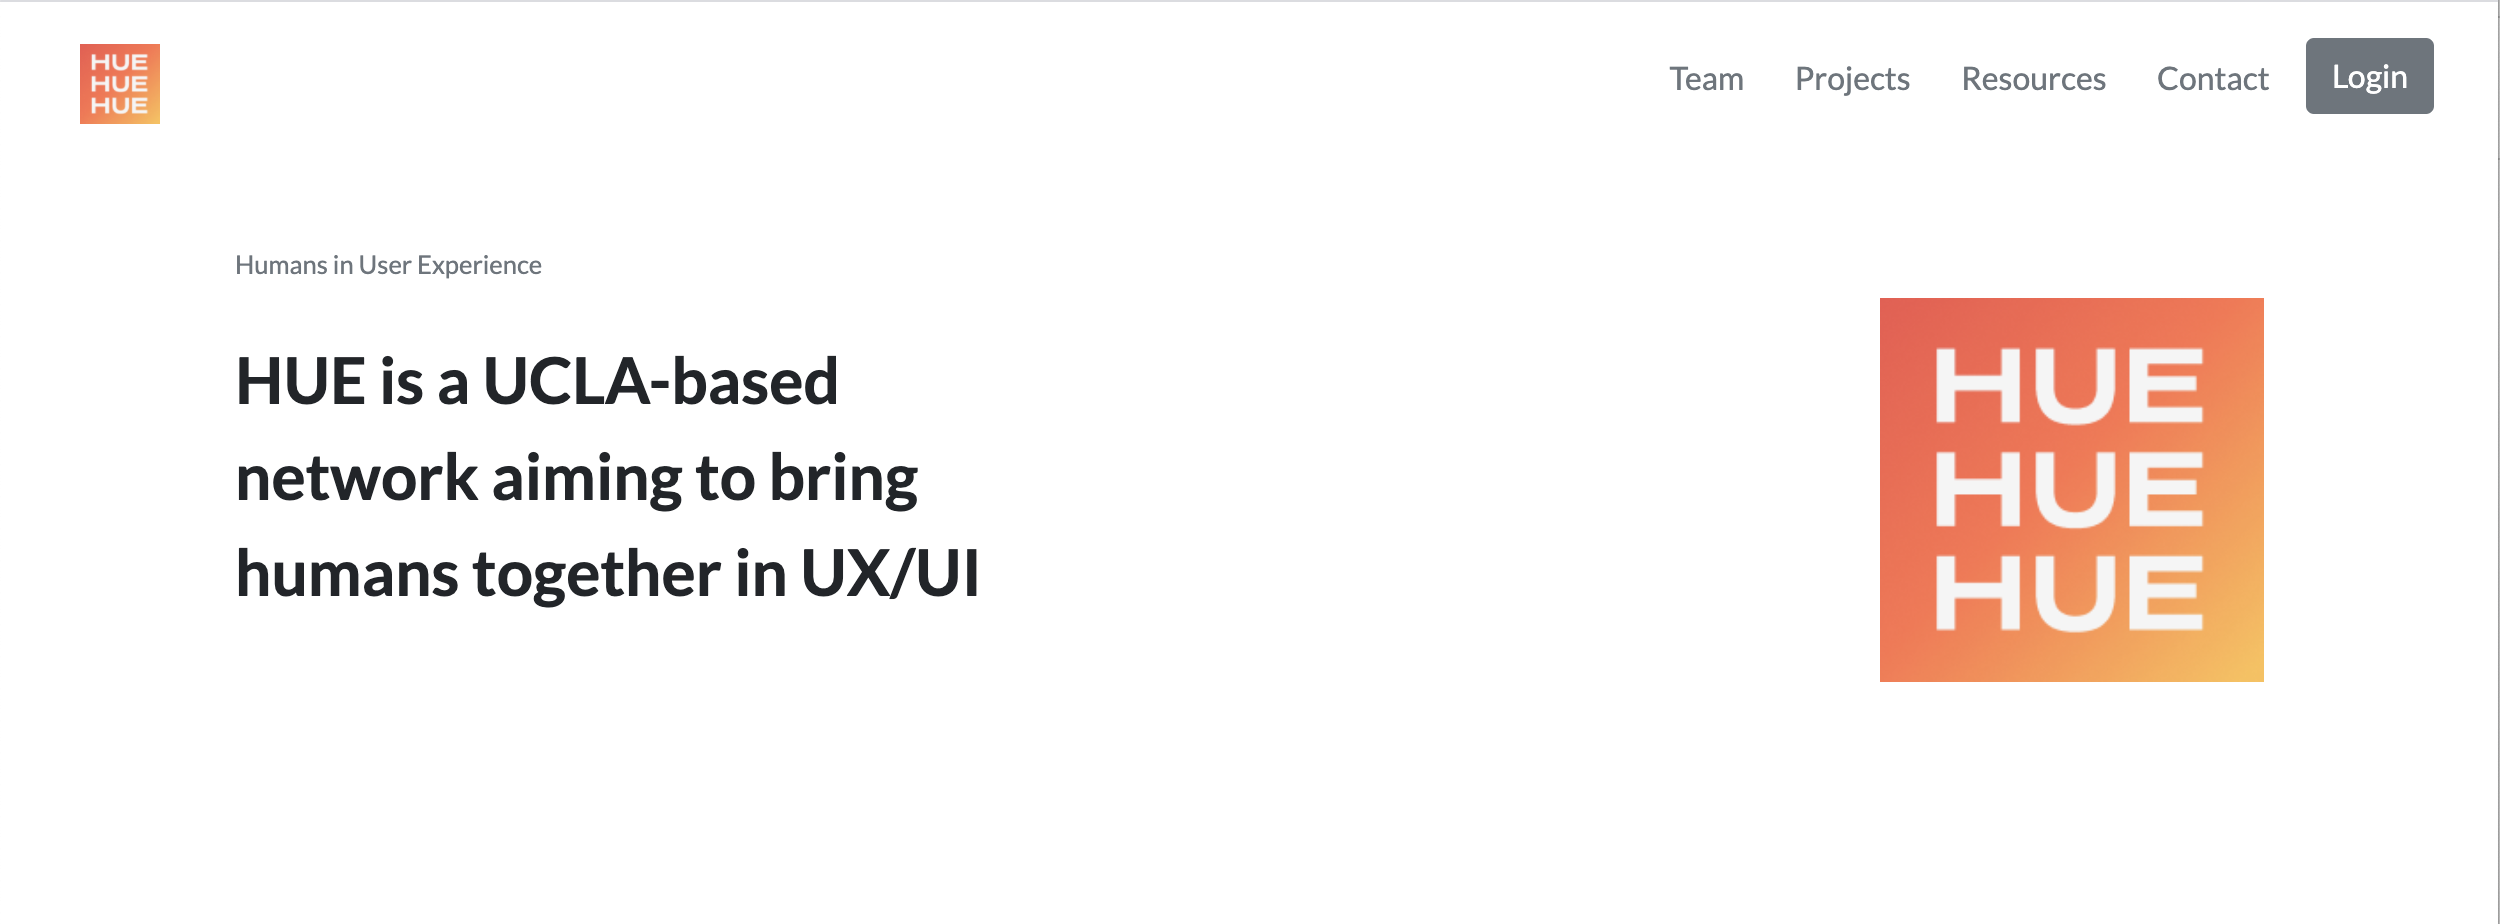 HUE
HUE
HUE
Team
Projects
Resources
Contact
Login
Humans in User Experience
HUE is a UCLA-based
network aiming to bring
humans together in UX/UI
HUE
HUE
HUE